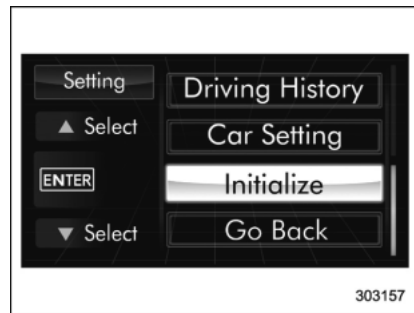 Setting
▲ Select
ENTER
▼ Select
Driving History
Car Setting
Initialize
Go Back
303157